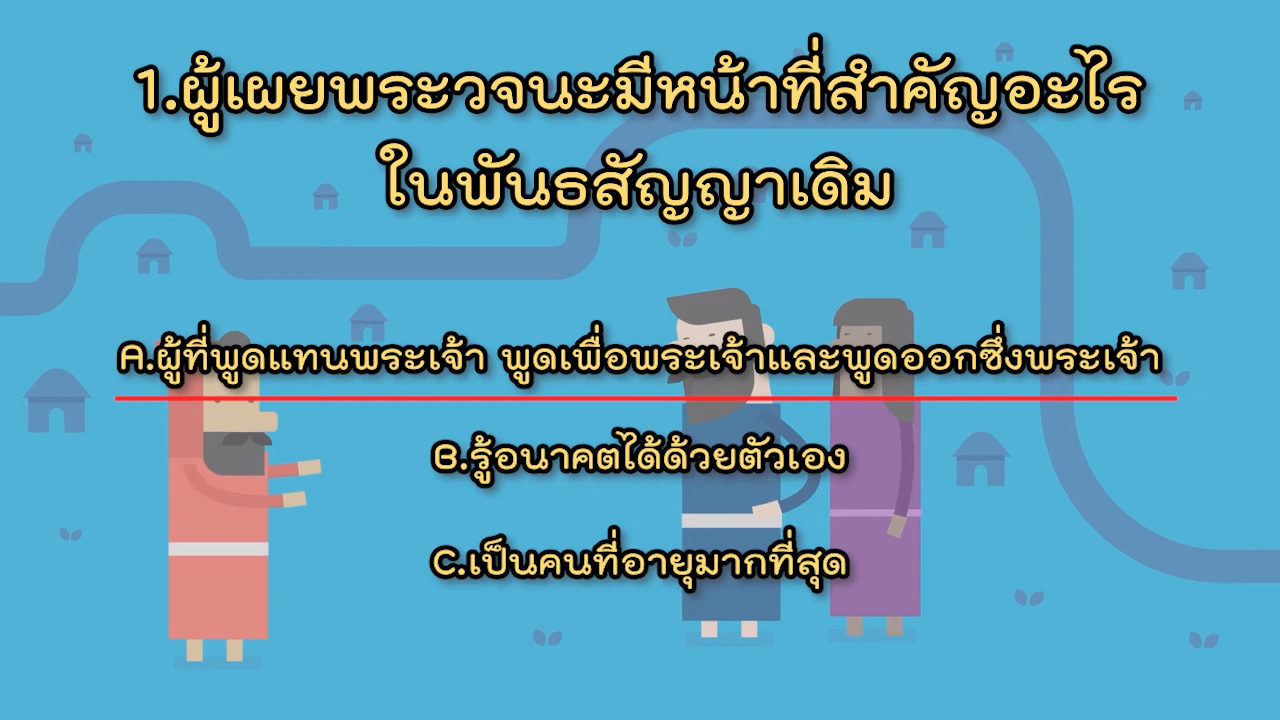 1.ผู้เผยพระวจนะมีหน้าที่สำคัญอะไร
ในพันธสัญญาเดิม
A.ผู้ที่พูดแทนพระเจ้า พูดเพื่อพระเจ้าและพูดออกซึ่งพระเจ้า
B.รู้อนาคตได้ด้วยตัวเอง
C.เป็นคนที่อายุมากที่สุด